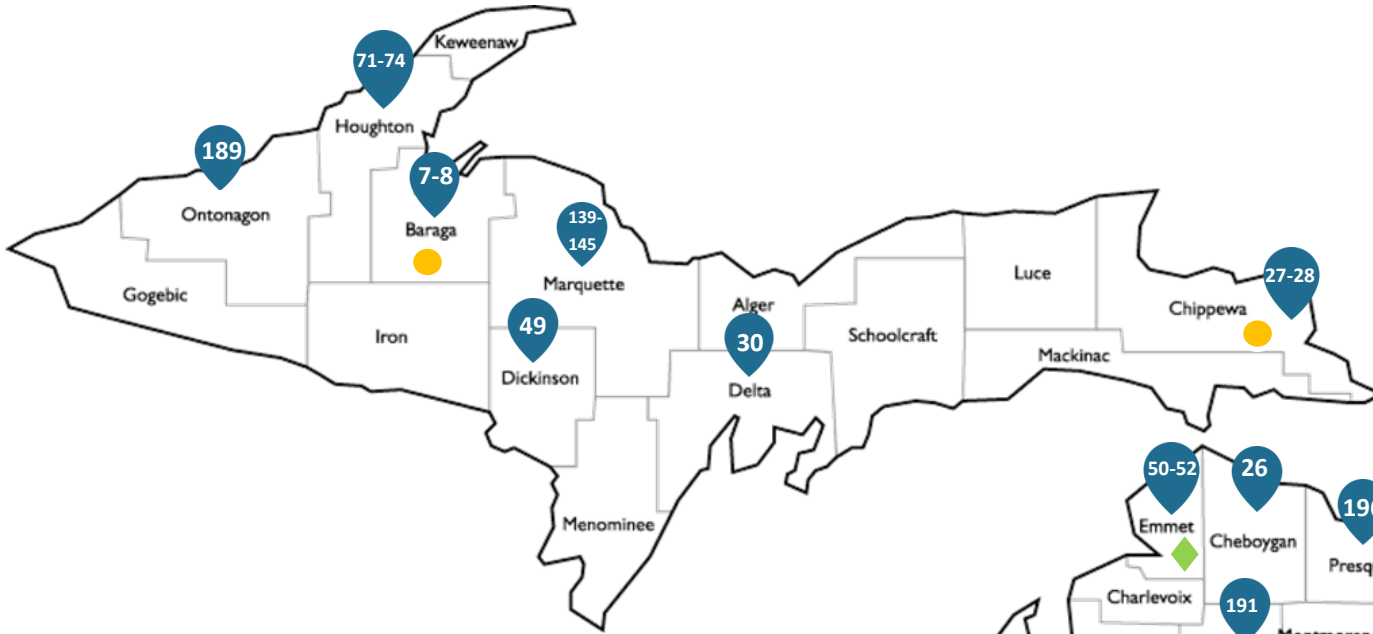 Keweenaw
71-74
Houghton
189
7-8
Ontonagon
Baraga
139-
145
Marquette
Gogebic
Iron
49
Dickinson
Alger
30
Delta
Schoolcraft
Luce
27-28
Chippewa
Mackinac
Menominee
50-52
26
Emmet
Cheboygan
Presq
Charlevoix
191